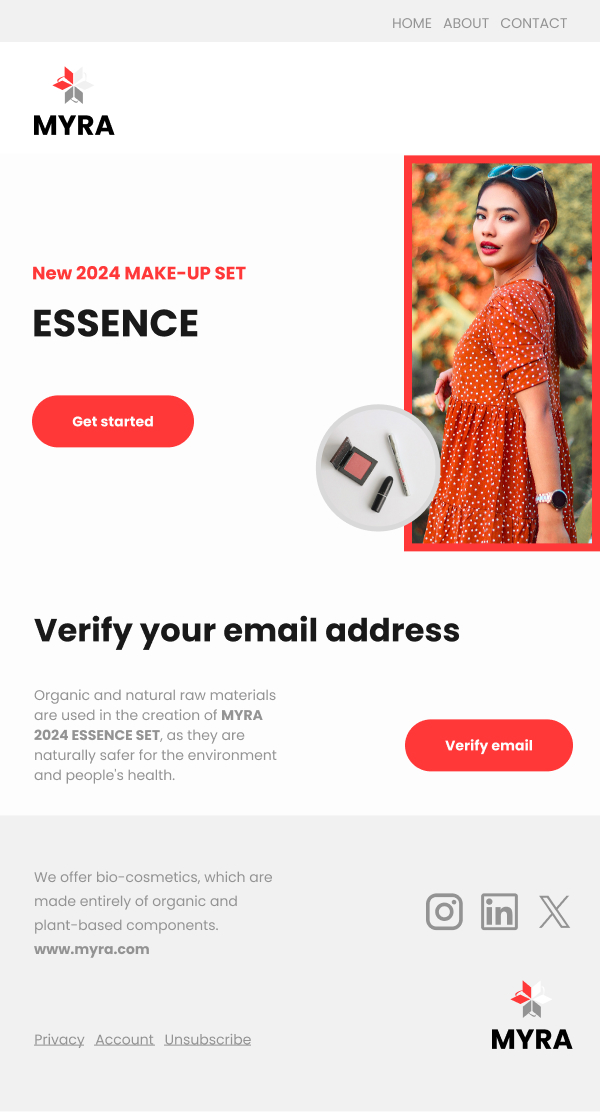 HOME ABOUT CONTACT
MYRA
New 2024 MAKE-UP SET
ESSENCE
Get started
Verify your email address
Organic and natural raw materials
are used in the creation of MYRA
2024 ESSENCE SET, as they are
naturally safer for the environment
and people's health.
Verify email
We offer bio-cosmetics, which are
made entirely of organic and
plant-based components.
www.myra.com
in
Privacy Account Unsubscribe
MYRA